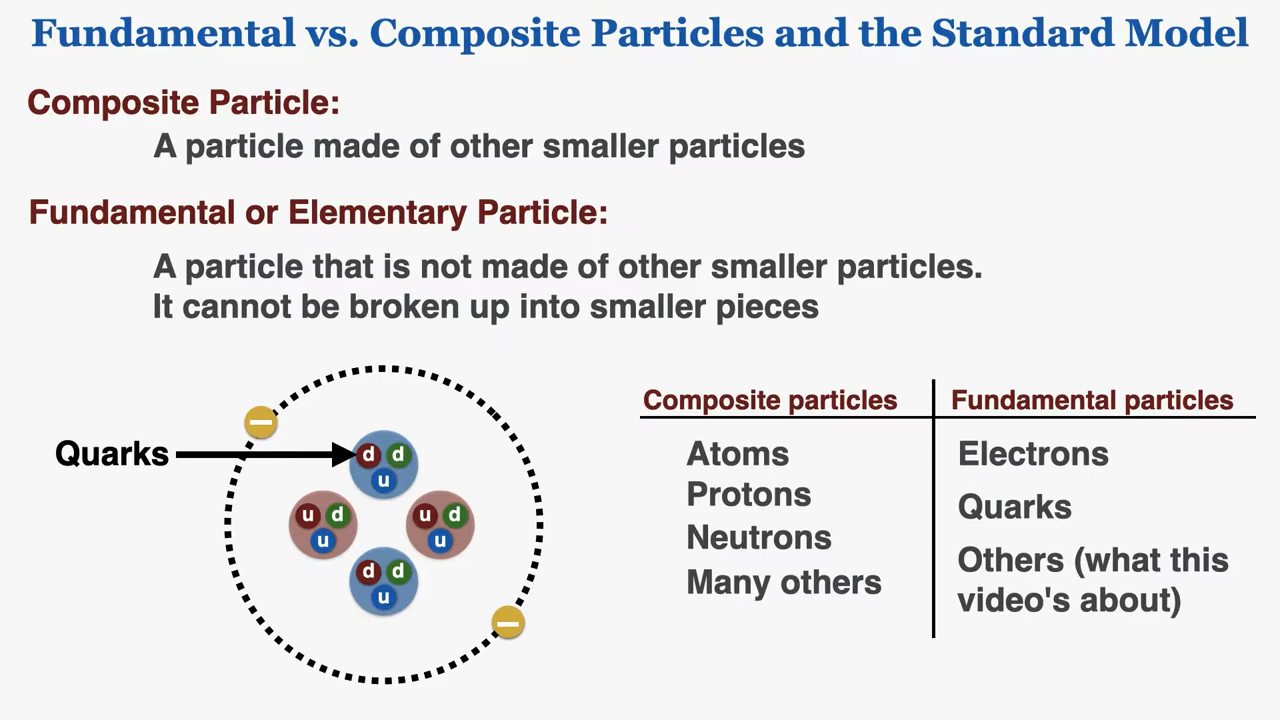 Fundamental vs. Composite Particles and the Standard Model
Composite Particle:
A particle made of other smaller particles
Fundamental or Elementary Particle:
A particle that is not made of other smaller particles.
It cannot be broken up into smaller pieces
Quarks
d d
u
u d
u
u d
u
d d
u
Composite particles
Atoms
Protons
Neutrons
Many others
Fundamental particles
Electrons
Quarks
Others (what this
video's about)